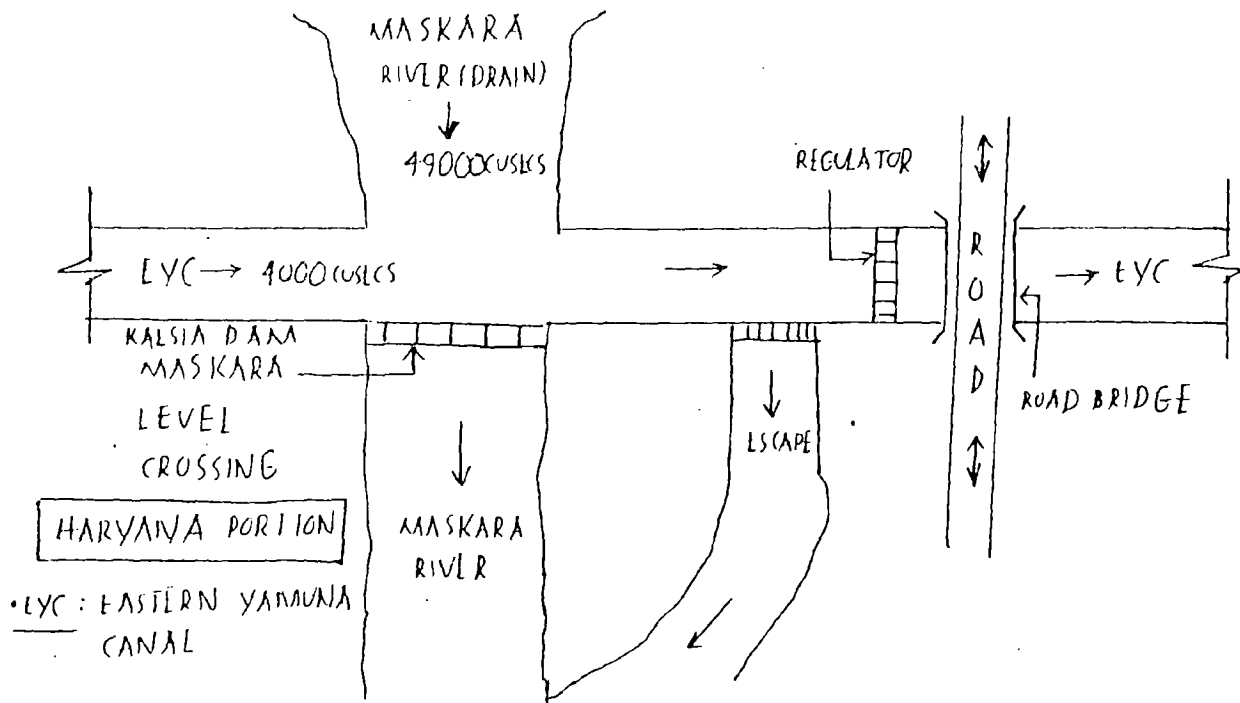 MASKARA
RIVER (DRAIN)
49000 CUSECS
REGULATOR
EYC → 4000 CUSECS
→ EYC
ROAD
KALSIA DAM
MASKARA
LEVEL
CROSSING
ROAD BRIDGE
ESCAPE
HARYANA PORTION
MASKARA
RIVER
• EYC : EASTERN YAMUNA
CANAL